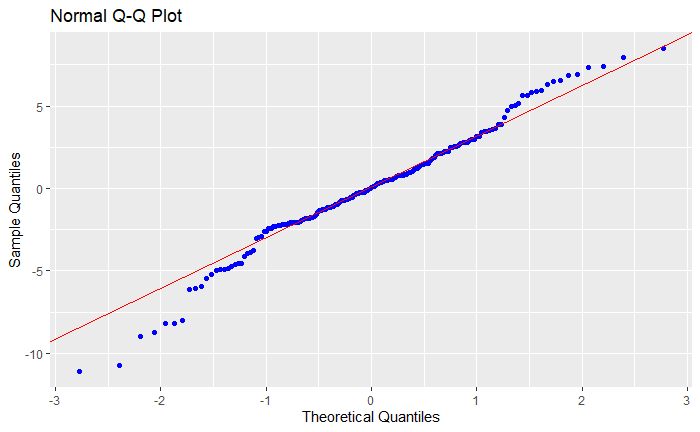 Normal Q-Q Plot
Sample Quantiles
5
0
-5
-10
-3 -2 -1 0 1 2 3
Theoretical Quantiles